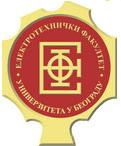 ЕЛЕКТРОТЕХНИЧКИ ФАКУЛТЕТ
УНИВЕРЗИТЕТА У БЕОГРАДУ